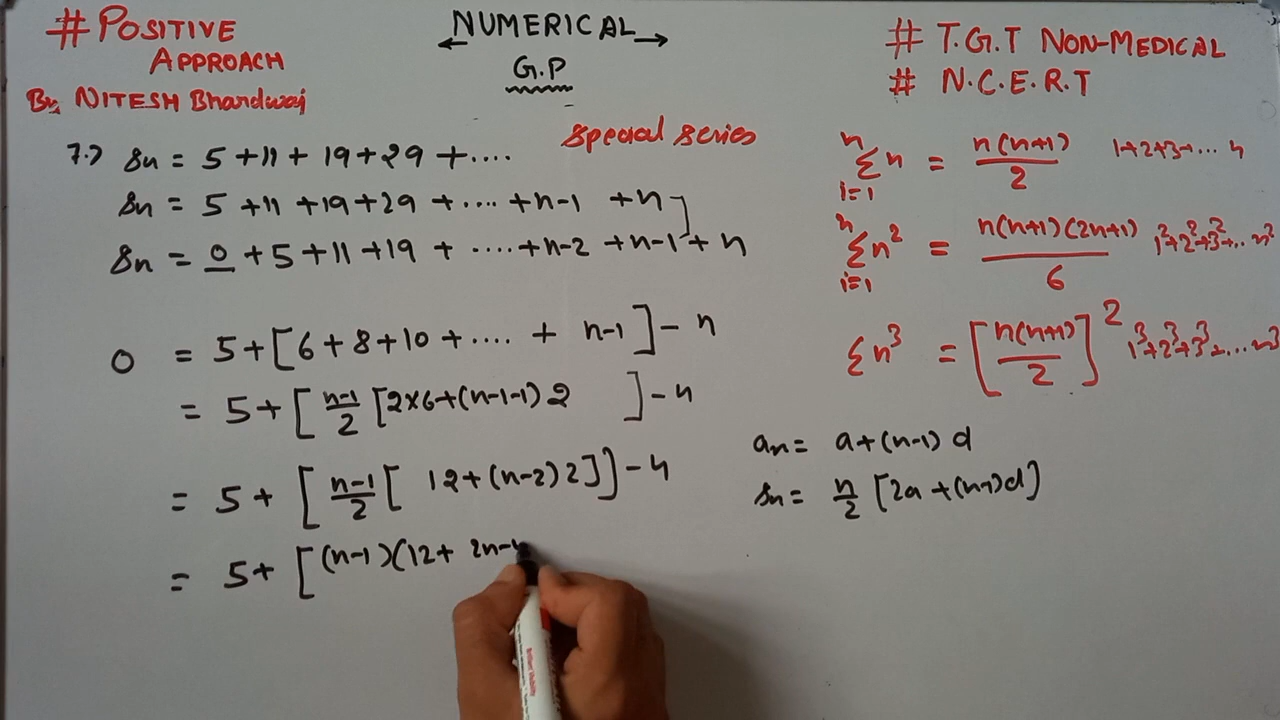 # POSITIVE APPROACH
By NITESH Bhardwaj
NUMERICAL
G.P
# T.G.T NON-MEDICAL
# N.C.E.R.T
special series
7.) Sn = 5 + 11 + 19 + 29 + ....
Sn = 5 + 11 + 19 + 29 + .... + n-1 + n
Sn = 0 + 5 + 11 + 19 + .... + n-2 + n-1 + n
0 = 5 + [6 + 8 + 10 + .... + n-1] - n
= 5 + [n-1/2 [2×6+(n-1-1)2 ] - n
= 5 + [n-1/2 [12+(n-2)2]] - n
= 5 + [(n-1)(12+ 2n-4
n Σ i=1 n = n(n+1)/2 1+2+3+... n
n Σ i=1 n² = n(n+1)(2n+1)/6 1²+2²+3²+... n²
Σn³ = [n(n+1)/2]² 1³+2³+3³+... n³
an = a+(n-1) d
Sn = n/2 [2a+(n-1)d]